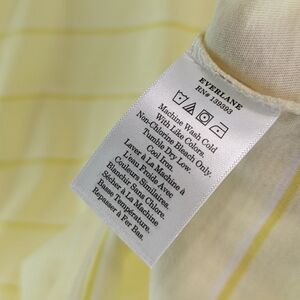 EVERLANE
RN# 139393
Machine Wash Cold
With Like Colors.
Non-Chlorine Bleach Only.
Tumble Dry Low.
Cool Iron.
Laver à La Machine à
L'eau Froide Avec
Couleurs Similaires.
Blanchir Sans Chlore.
Sécher à La Machine
Basse Température.
Repasser à Fer Bas.